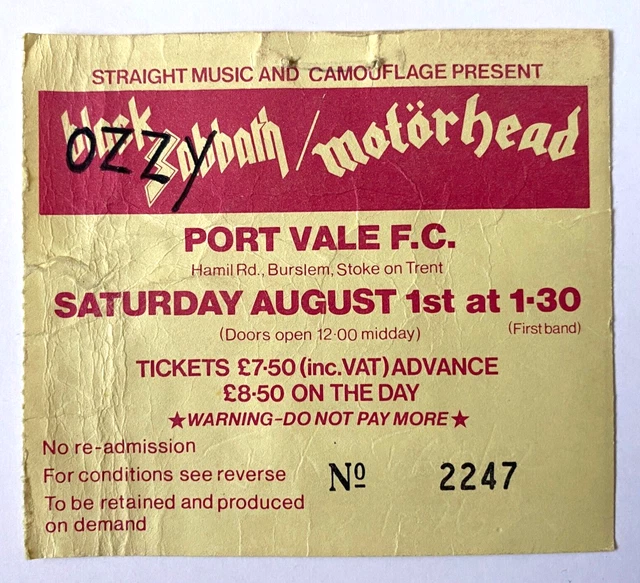 STRAIGHT MUSIC AND CAMOUFLAGE PRESENT
black sabbath / motörhead
OZZY
PORT VALE F.C.
Hamil Rd., Burslem, Stoke on Trent
SATURDAY AUGUST 1st at 1·30
(Doors open 12·00 midday)
(First band)
TICKETS £7·50 (inc. VAT) ADVANCE
£8·50 ON THE DAY
★WARNING-DO NOT PAY MORE★
No re-admission
For conditions see reverse
To be retained and produced
on demand
Nº 2247